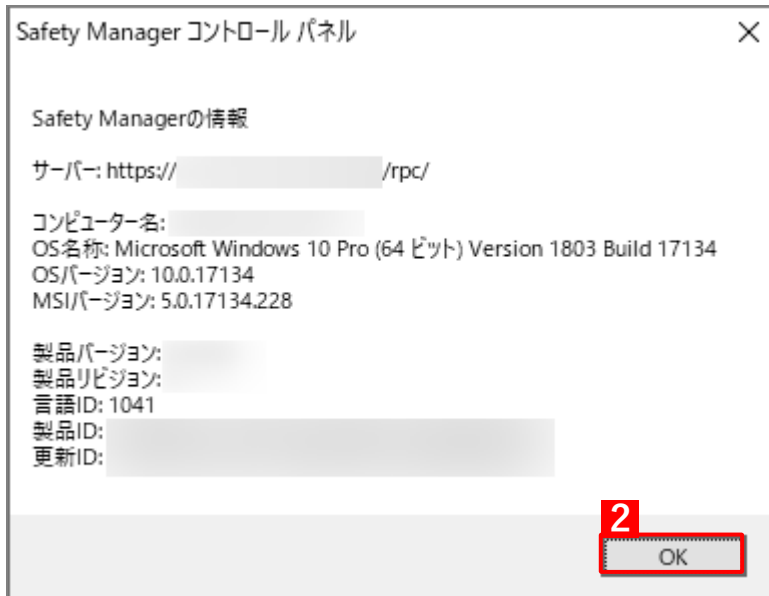 Safety Manager コントロール パネル
Safety Managerの情報
サーバー: https:// /rpc/
コンピューター名:
OS名称: Microsoft Windows 10 Pro (64 ビット) Version 1803 Build 17134
OSバージョン: 10.0.17134
MSIバージョン: 5.0.17134.228
製品バージョン:
製品リビジョン:
言語ID: 1041
製品ID:
更新ID:
2
OK